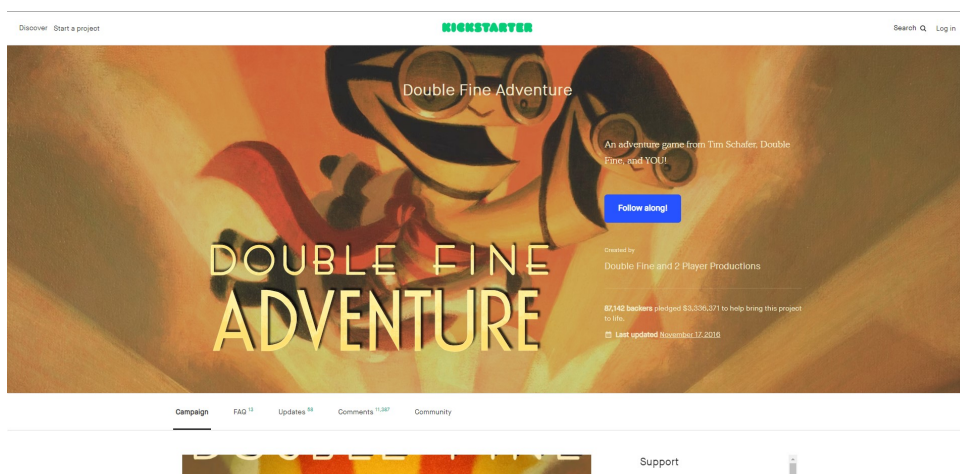 Discover Start a project
KICKSTARTER
Search
Log in
Double Fine Adventure
An adventure game from Tim Schafer, Double
Fine, and YOU!
Follow along!
Created by
Double Fine and 2 Player Productions
87,142 backers pledged $3,336,371 to help bring this project
to life.
Last updated November 17, 2016
DOUBLE FINE
ADVENTURE
Campaign
FAQ 13
Updates
Comments
Community
DOUBLE FINE
Support